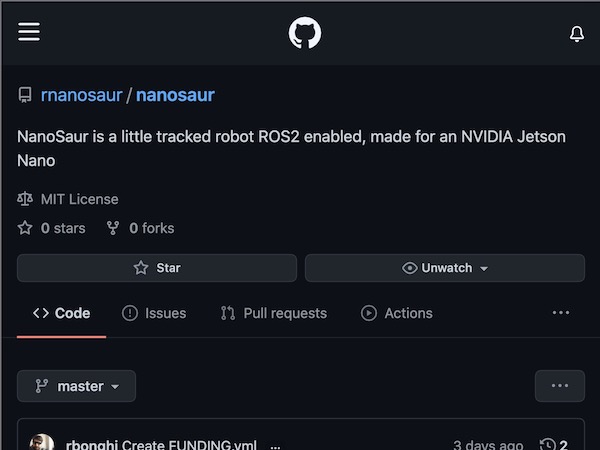 rnanosaur / nanosaur
NanoSaur is a little tracked robot ROS2 enabled, made for an NVIDIA Jetson
Nano
MIT License
0 stars 0 forks
Star Unwatch
Code Issues Pull requests Actions ...
master ...
rbonghi Create FUNDING.yml ... 3 days ago 2